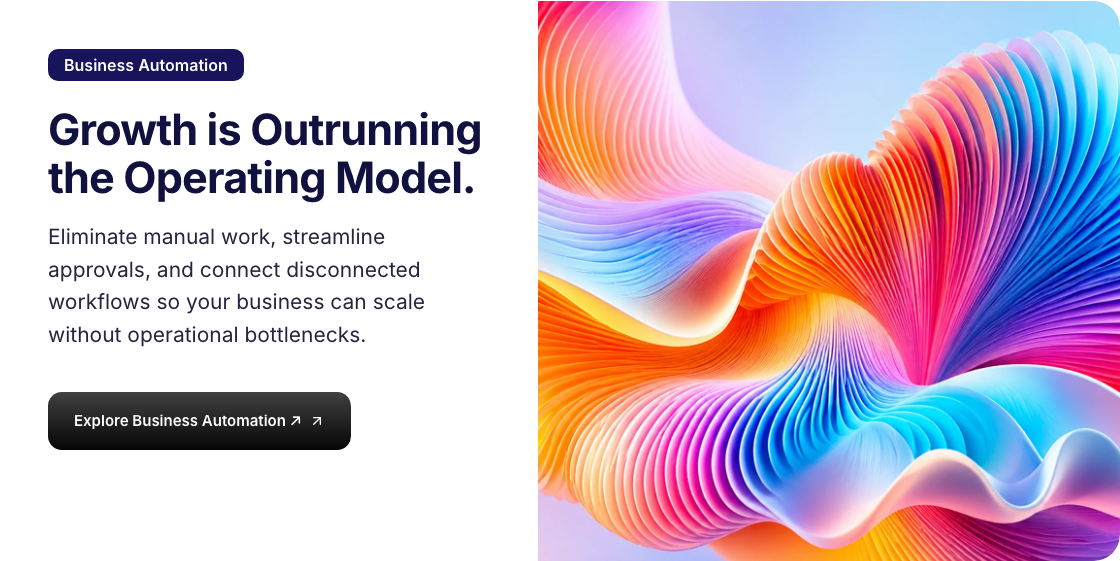 Business Automation
Growth is Outrunning
the Operating Model.
Eliminate manual work, streamline
approvals, and connect disconnected
workflows so your business can scale
without operational bottlenecks.
Explore Business Automation ↗ ↗